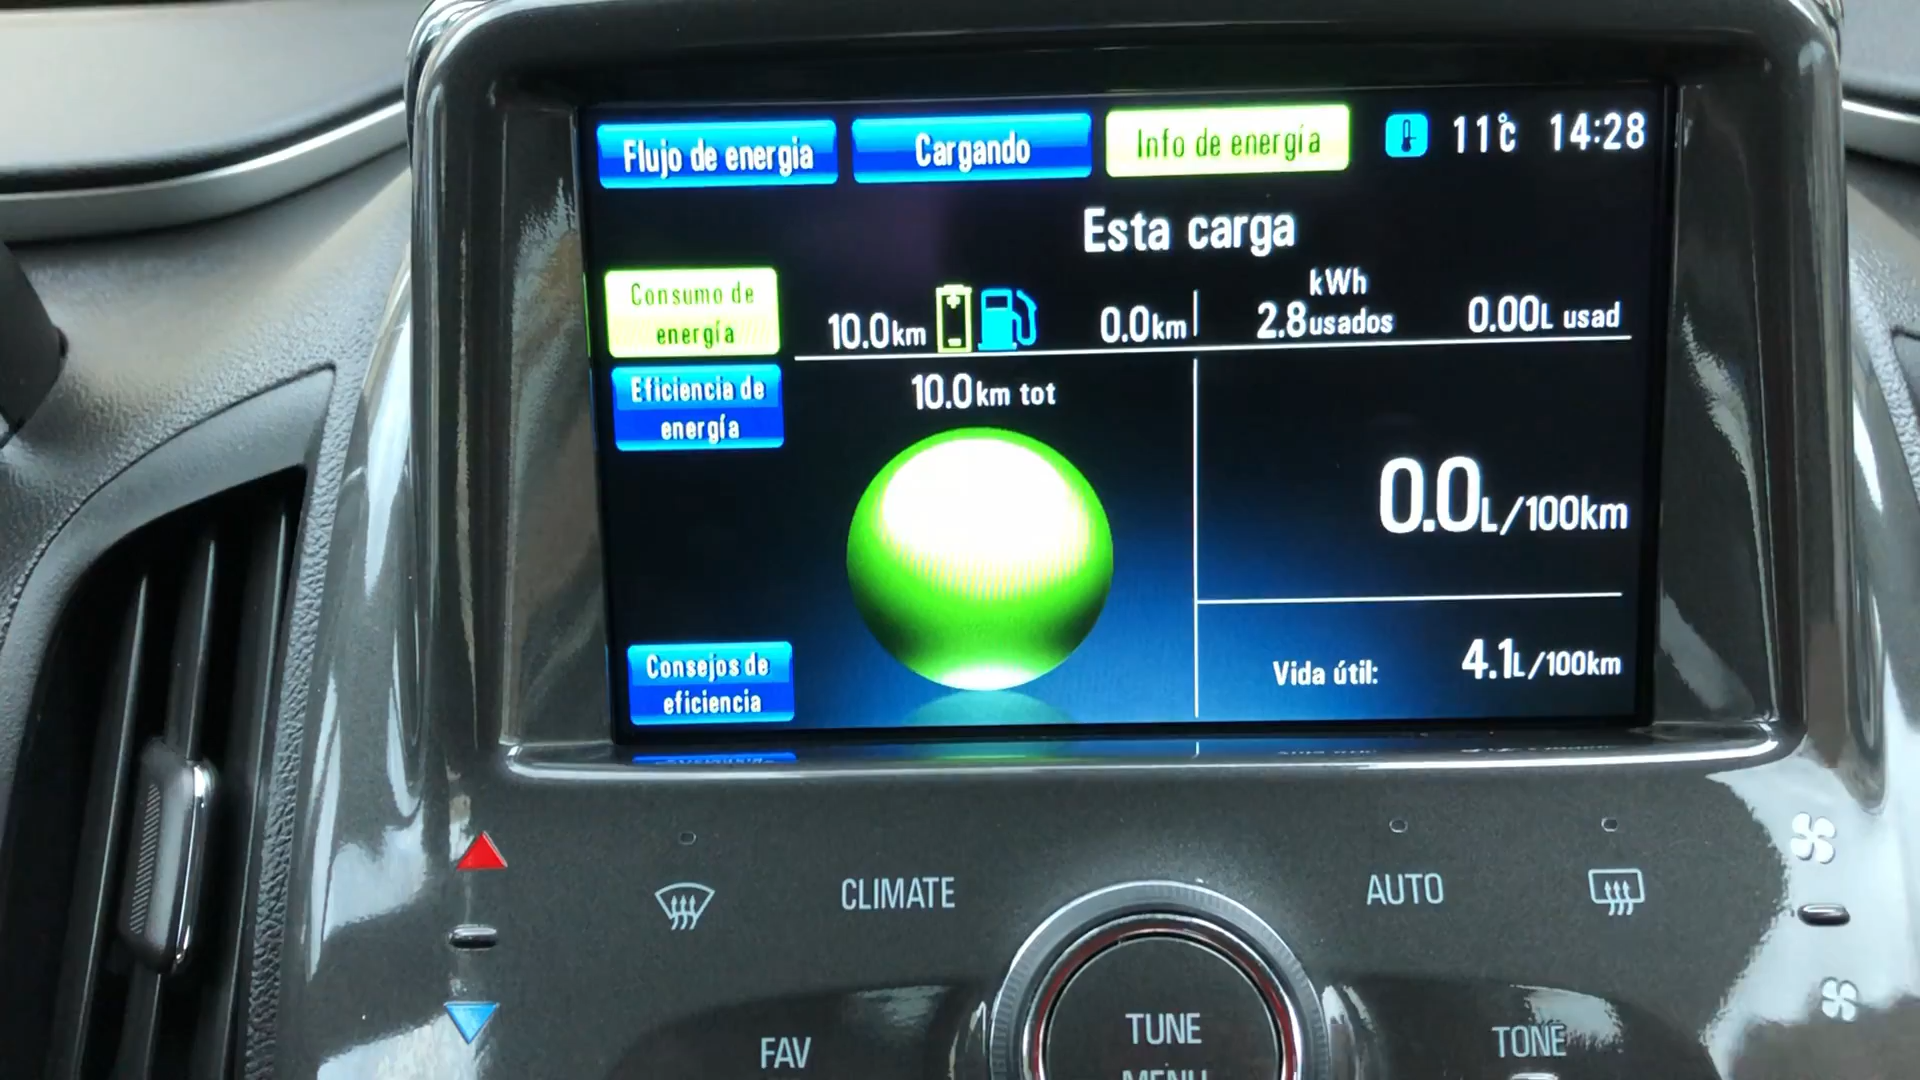 Flujo de energia
Cargando
Info de energía
11°C 14:28
Esta carga
Consumo de
energía
10.0km
0.0km
kWh
2.8usados
0.00L usad
Eficiencia de
energía
10.0km tot
0.0L/100km
Consejos de
eficiencia
Vida útil:
4.1L/100km
CLIMATE
AUTO
FAV
TUNE
MENU
TONE